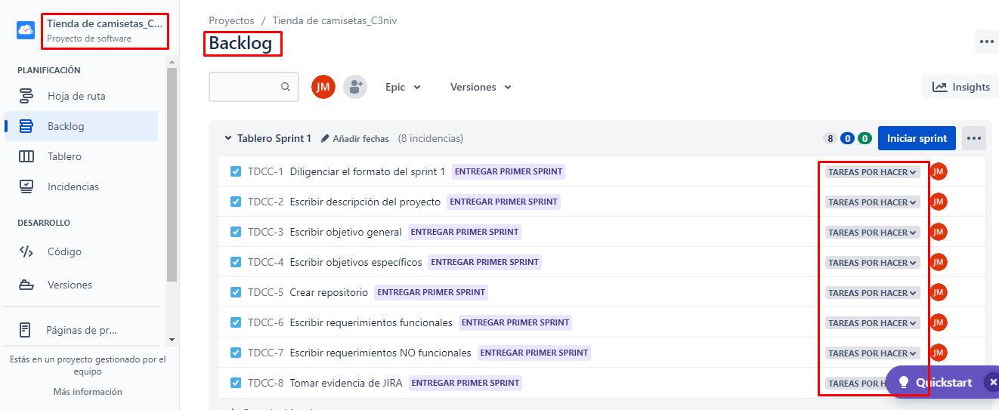 Tienda de camisetas_C...
Proyecto de software
PLANIFICACIÓN
Hoja de ruta
Backlog
Tablero
Incidencias
DESARROLLO
Código
Versiones
Páginas de pr...
Estás en un proyecto gestionado por el
equipo
Más información
Proyectos / Tienda de camisetas_C3niv
Backlog
JM Epic Versiones Insights
Tablero Sprint 1 Añadir fechas (8 incidencias) 8 0 0 Iniciar sprint
TDCC-1 Diligenciar el formato del sprint 1 ENTREGAR PRIMER SPRINT TAREAS POR HACER JM
TDCC-2 Escribir descripción del proyecto ENTREGAR PRIMER SPRINT TAREAS POR HACER JM
TDCC-3 Escribir objetivo general ENTREGAR PRIMER SPRINT TAREAS POR HACER JM
TDCC-4 Escribir objetivos específicos ENTREGAR PRIMER SPRINT TAREAS POR HACER JM
TDCC-5 Crear repositorio ENTREGAR PRIMER SPRINT TAREAS POR HACER JM
TDCC-6 Escribir requerimientos funcionales ENTREGAR PRIMER SPRINT TAREAS POR HACER JM
TDCC-7 Escribir requerimientos NO funcionales ENTREGAR PRIMER SPRINT TAREAS POR HACER JM
TDCC-8 Tomar evidencia de JIRA ENTREGAR PRIMER SPRINT TAREAS POR H
Quickstart